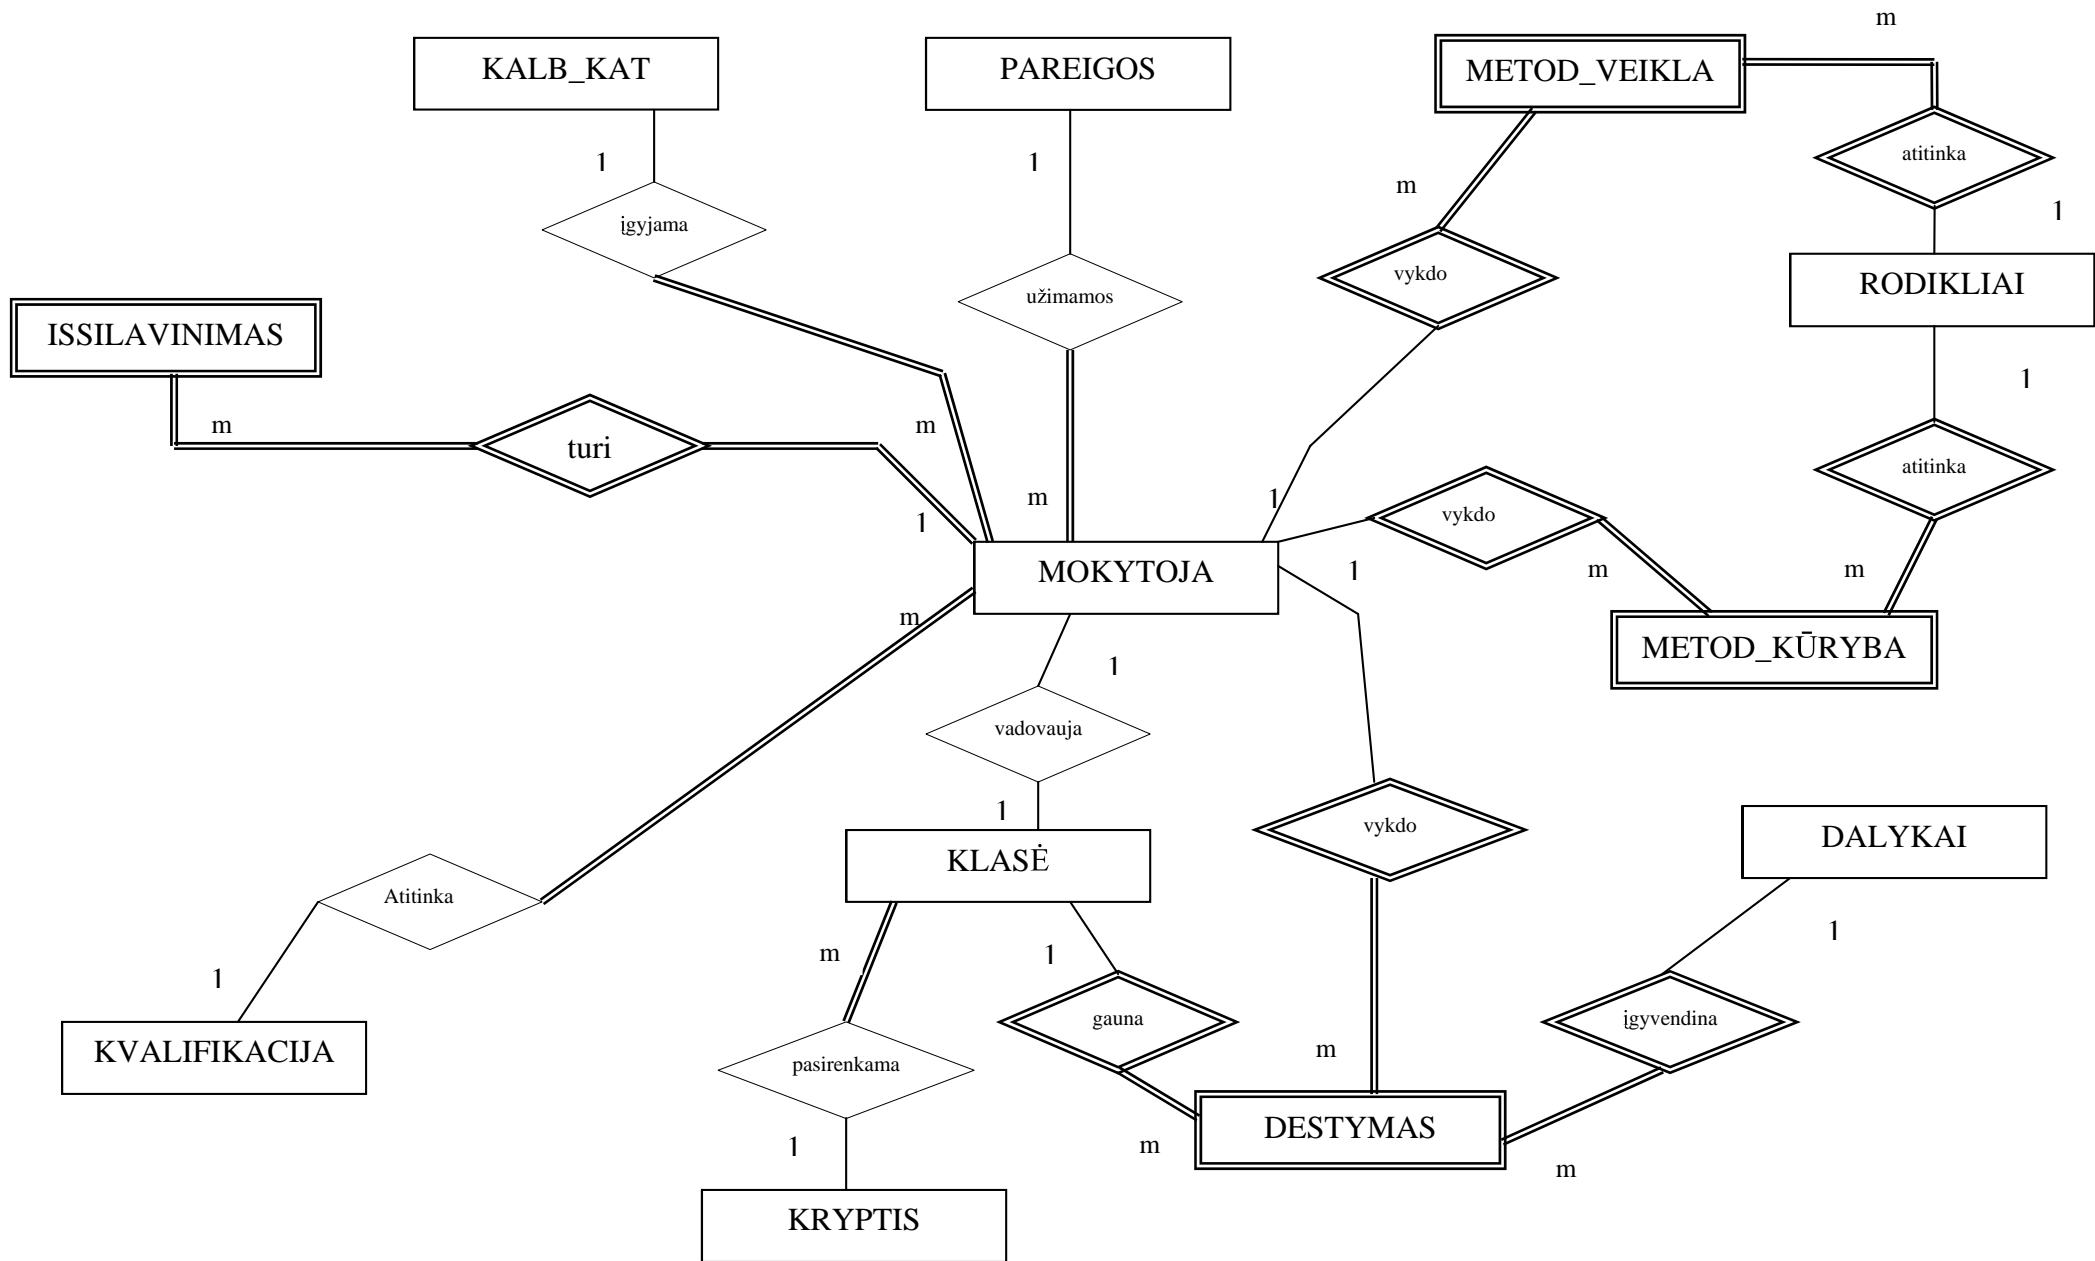 m
KALB_KAT
PAREIGOS
METOD_VEIKLA
1
1
atitinka
m
1
įgyjama
vykdo
RODIKLIAI
užimamos
ISSILAVINIMAS
1
m
m
turi
atitinka
m
1
1
vykdo
MOKYTOJA
1
m
m
m
METOD_KŪRYBA
1
vadovauja
1
vykdo
DALYKAI
KLASĖ
Atitinka
1
m
1
1
gauna
įgyvendina
KVALIFIKACIJA
m
pasirenkama
DESTYMAS
1
m
m
KRYPTIS